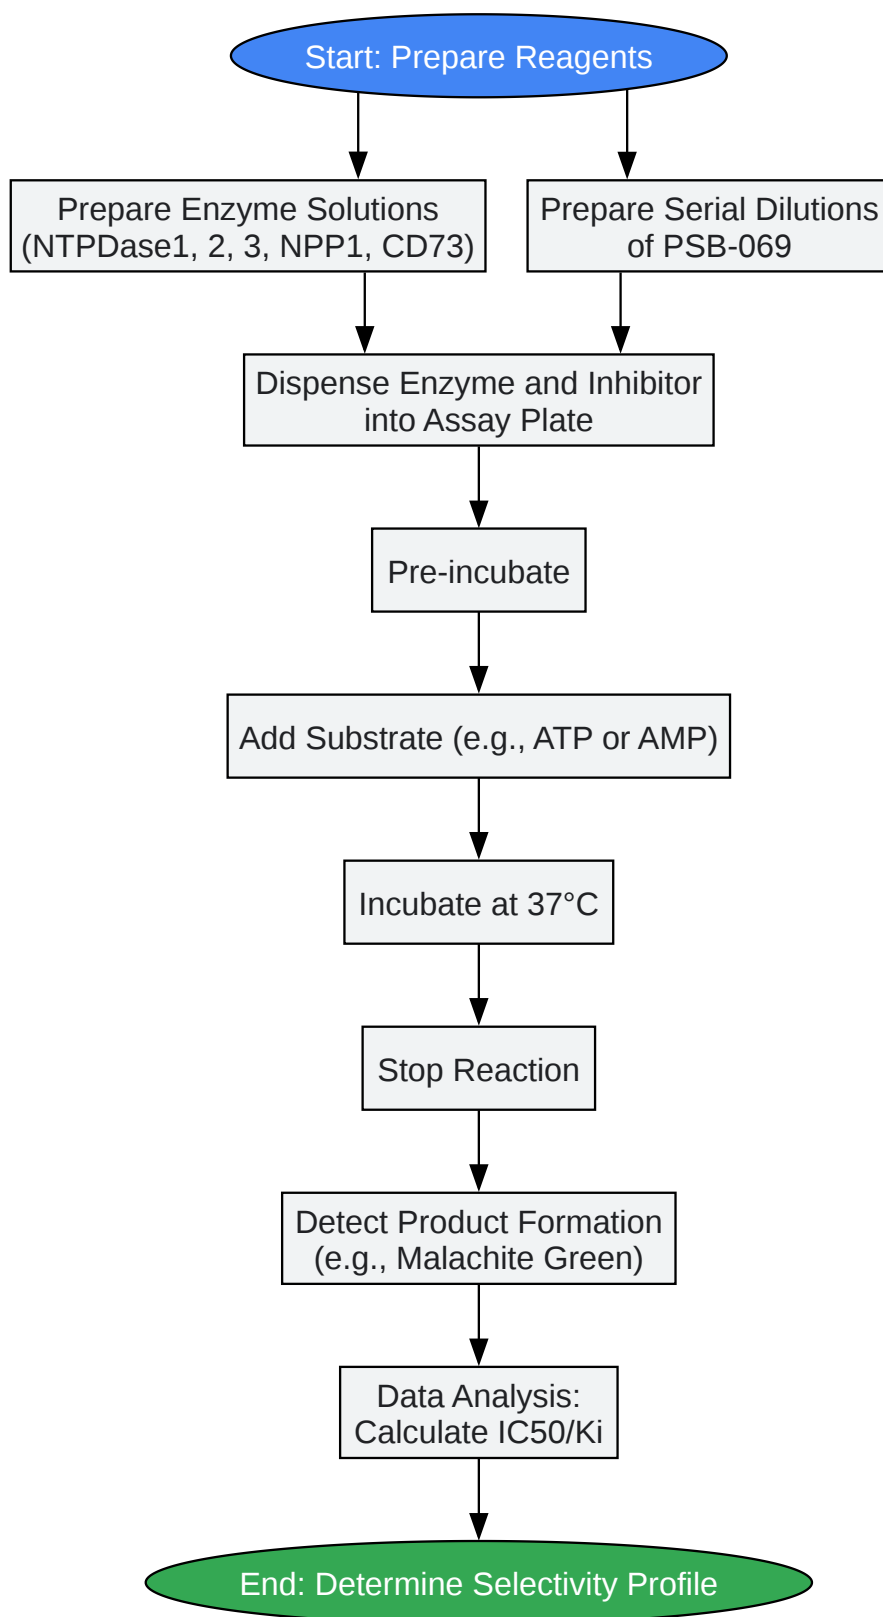 Start: Prepare Reagents
Prepare Enzyme Solutions
(NTPDase1, 2, 3, NPP1, CD73)
Prepare Serial Dilutions
of PSB-069
Dispense Enzyme and Inhibitor
into Assay Plate
Pre-incubate
Add Substrate (e.g., ATP or AMP)
Incubate at 37°C
Stop Reaction
Detect Product Formation
(e.g., Malachite Green)
Data Analysis:
Calculate IC50/Ki
End: Determine Selectivity Profile